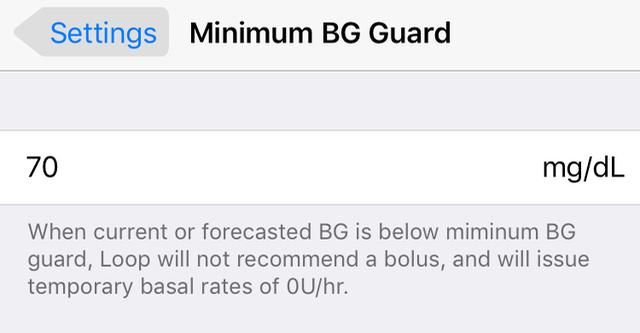 Settings Minimum BG Guard
70 mg/dL
When current or forecasted BG is below miminum BG
guard, Loop will not recommend a bolus, and will issue
temporary basal rates of 0U/hr.